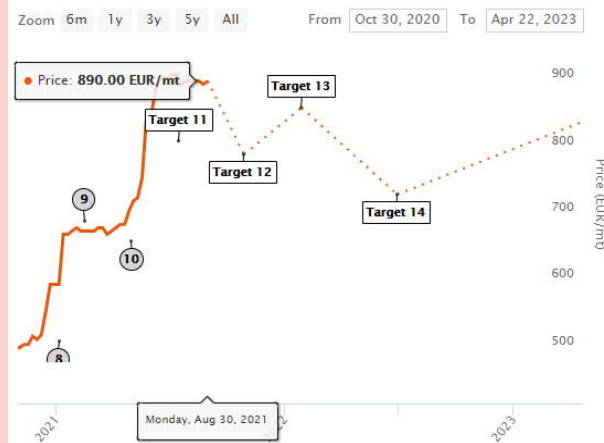 Zoom 6m 1y 3y 5y All From Oct 30, 2020 To Apr 22, 2023
Price: 890.00 EUR/mt
900
Target 13
Target 11
800
Target 12
9
Target 14
700
10
600
500
8
Price (EUR/mt)
Monday, Aug 30, 2021
2021
2022
2023